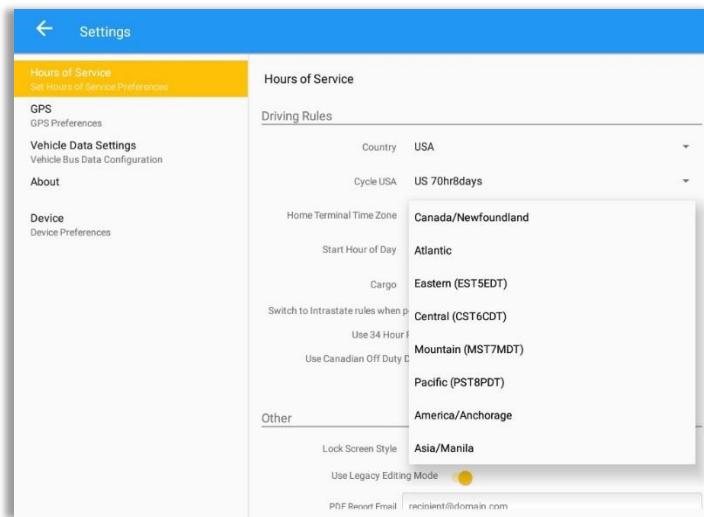 Settings
Hours of Service
Set Hours of Service Preferences
GPS
GPS Preferences
Vehicle Data Settings
Vehicle Bus Data Configuration
About
Device
Device Preferences
Hours of Service
Driving Rules
Country USA
Cycle USA US 70hr8days
Home Terminal Time Zone
Start Hour of Day
Cargo
Switch to Intrastate rules when
Use 34 Hour
Use Canadian Off Duty
Canada/Newfoundland
Atlantic
Eastern (EST5EDT)
Central (CST6CDT)
Mountain (MST7MDT)
Pacific (PST8PDT)
America/Anchorage
Asia/Manila
Other
Lock Screen Style
Use Legacy Editing Mode
PDF Report Email recipient@domain.com